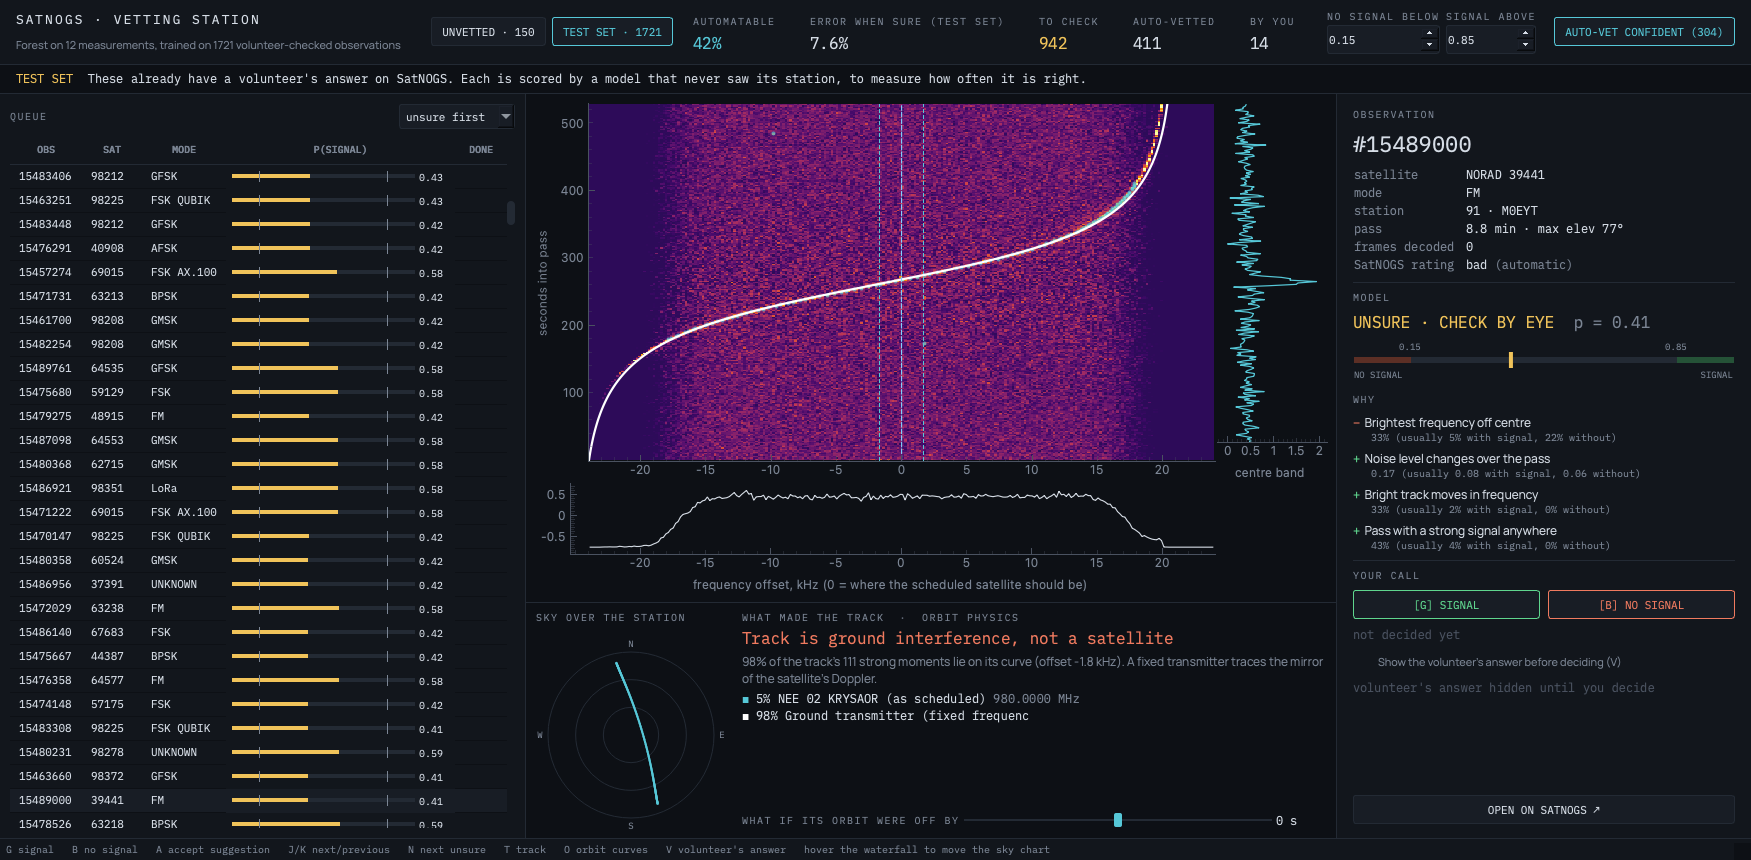 SATNOGS · VETTING STATION
Forest on 12 measurements, trained on 1721 volunteer-checked observations
UNVETTED · 150
TEST SET · 1721
AUTOMATABLE
42%
ERROR WHEN SURE (TEST SET)
7.6%
TO CHECK
942
AUTO-VETTED
411
BY YOU
14
NO SIGNAL BELOW
0.15
SIGNAL ABOVE
0.85
AUTO-VET CONFIDENT (304)
TEST SET These already have a volunteer's answer on SatNOGS. Each is scored by a model that never saw its station, to measure how often it is right.
QUEUE
unsure first
OBS SAT MODE P(SIGNAL) DONE
15483406 98212 GFSK 0.43
15463251 98225 FSK QUBIK 0.43
15483448 98212 GFSK 0.42
15476291 40908 AFSK 0.42
15457274 69015 FSK AX.100 0.58
15471731 63213 BPSK 0.42
15461700 98208 GMSK 0.42
15482254 98208 GMSK 0.42
15489761 64535 GFSK 0.58
15475680 59129 FSK 0.58
15479275 48915 FM 0.42
15487098 64553 GMSK 0.58
15480368 62715 GMSK 0.58
15486921 98351 LoRa 0.58
15471222 69015 FSK AX.100 0.58
15470147 98225 FSK QUBIK 0.42
15480358 60524 GMSK 0.42
15486956 37391 UNKNOWN 0.42
15472029 63238 FM 0.58
15486140 67683 FSK 0.42
15475667 44387 BPSK 0.42
15476358 64577 FM 0.58
15474148 57175 FSK 0.42
15483308 98225 FSK QUBIK 0.41
15480231 98278 UNKNOWN 0.59
15463660 98372 GFSK 0.41
15489000 39441 FM 0.41
15478526 63218 BPSK 0.59
seconds into pass
500
400
300
200
100
-20 -15 -10 -5 0 5 10 15 20
0 0.5 1 1.5 2
centre band
0.5
0
-0.5
-20 -15 -10 -5 0 5 10 15 20
frequency offset, kHz (0 = where the scheduled satellite should be)
SKY OVER THE STATION
N
W
E
S
WHAT MADE THE TRACK · ORBIT PHYSICS
Track is ground interference, not a satellite
98% of the track's 111 strong moments lie on its curve (offset -1.8 kHz). A fixed transmitter traces the mirror
of the satellite's Doppler.
5% NEE 02 KRYSAOR (as scheduled) 980.0000 MHz
98% Ground transmitter (fixed frequenc
WHAT IF ITS ORBIT WERE OFF BY 0 s
OBSERVATION
#15489000
satellite NORAD 39441
mode FM
station 91 · M0EYT
pass 8.8 min · max elev 77°
frames decoded 0
SatNOGS rating bad (automatic)
MODEL
UNSURE · CHECK BY EYE p = 0.41
0.15 0.85
NO SIGNAL SIGNAL
WHY
− Brightest frequency off centre
33% (usually 5% with signal, 22% without)
+ Noise level changes over the pass
0.17 (usually 0.08 with signal, 0.06 without)
+ Bright track moves in frequency
33% (usually 2% with signal, 0% without)
+ Pass with a strong signal anywhere
43% (usually 4% with signal, 0% without)
YOUR CALL
[G] SIGNAL
[B] NO SIGNAL
not decided yet
Show the volunteer's answer before deciding (V)
volunteer's answer hidden until you decide
OPEN ON SATNOGS ↗
G signal B no signal A accept suggestion J/K next/previous N next unsure T track O orbit curves V volunteer's answer hover the waterfall to move the sky chart